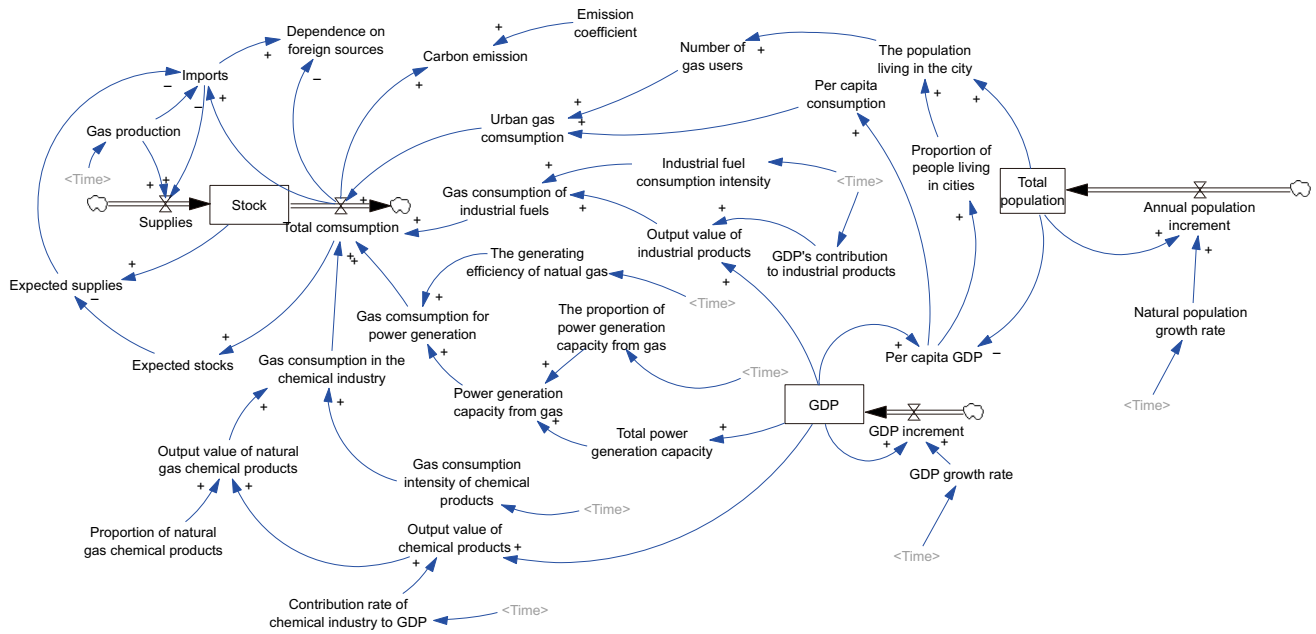 Emission
coefficient
Dependence on
foreign sources
Carbon emission
Number of
gas users
The population
living in the city
Imports
Per capita
consumption
Gas production
Urban gas
comsumption
<Time>
Industrial fuel
consumption intensity
Proportion of
people living
in cities
<Time>
Gas consumption of
industrial fuels
Total
population
Stock
Supplies
Total comsumption
Output value of
industrial products
Annual population
increment
GDP's contribution
to industrial products
The generating
efficiency of natual gas
Expected supplies
<Time>
Gas comsumption for
power generation
The proportion of
power generation
capacity from gas
Natural population
growth rate
Expected stocks
Gas consumption in the
chemical industry
Per capita GDP
<Time>
Power generation
capacity from gas
GDP
<Time>
GDP increment
Total power
generation capacity
Output value of natural
gas chemical products
Gas consumption
intensity of chemical
products
GDP growth rate
<Time>
Proportion of natural
gas chemical products
Output value of
chemical products
<Time>
Contribution rate of
chemical industry to GDP
<Time>